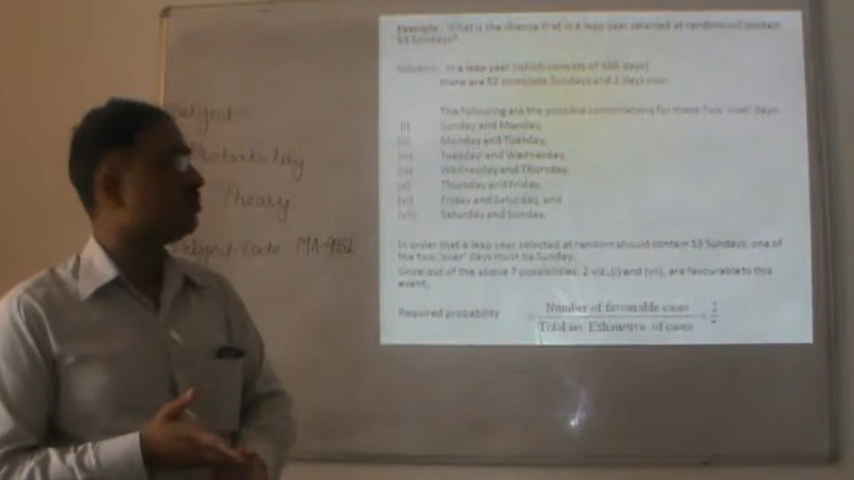 Subject:
Probability
Theory
Subject Code MA-
Example: What is the chance that in a leap year selected at random will contain
53 Sundays?
Solution: In a leap year (which consists of 366 days)
there are 52 complete Sundays and 2 days over.
The following are the possible combinations for these Two 'over' days:
(i) Sunday and Monday,
(ii) Monday and Tuesday,
(iii) Tuesday and Wednesday,
(iv) Wednesday and Thursday,
(v) Thursday and Friday,
(vi) Friday and Saturday, and
(vii) Saturday and Sunday.
In order that a leap year selected at random should contain 53 Sundays, one of
the two 'over' days must be Sunday.
Since out of the above 7 possibilities, 2 viz., (i) and (vii), are favourable to this
event,
Required probability = Number of favourable cases / Total no. Exhaustive of cases = 2/7